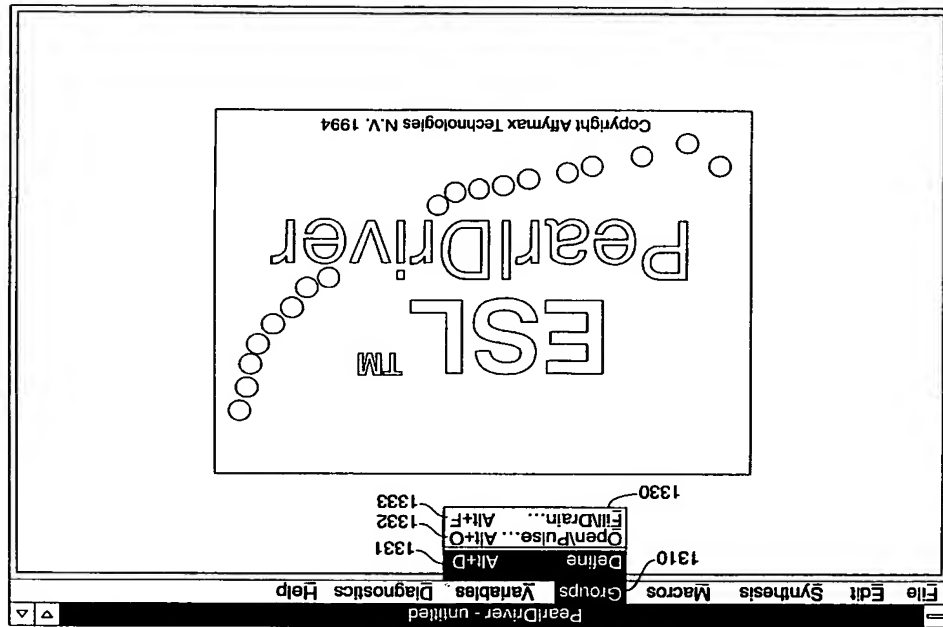 PearlDriver - untitled
File Edit Synthesis Macros Groups Variables Diagnostics Help
1310
Define Alt+D
1331
Open/Pulse... Alt+O
1332
Fill/Drain... Alt+F
1333
1330
ESL TM
PearlDriver
Copyright Affymax Technologies N.V. 1994